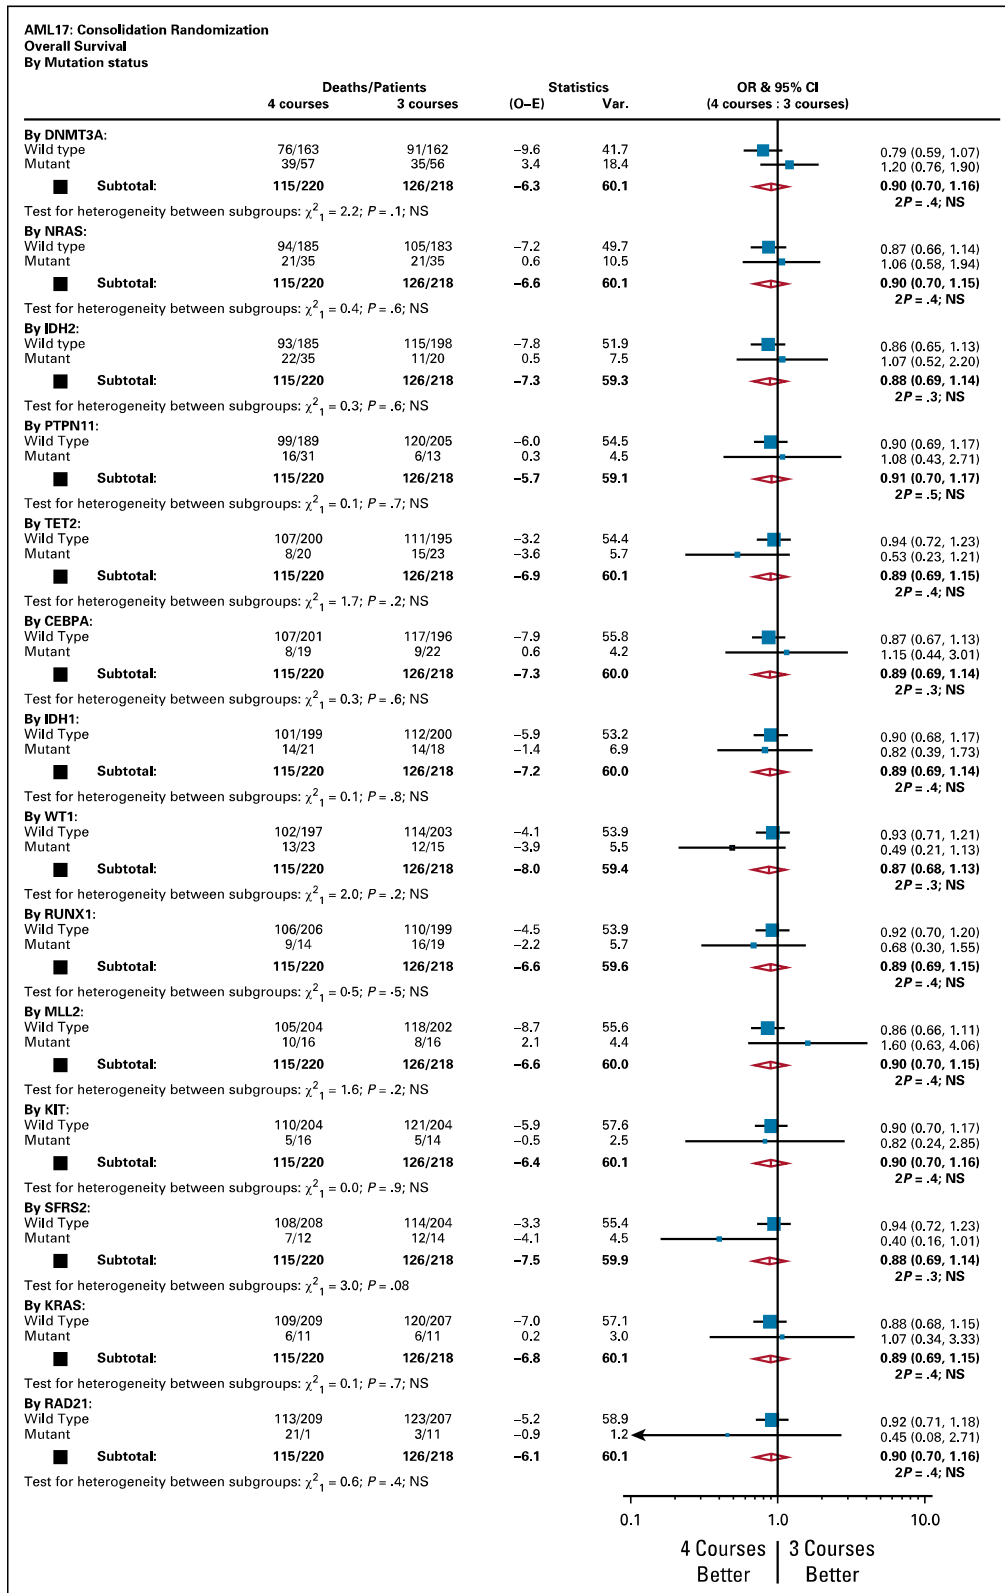 AML17: Consolidation Randomization
Overall Survival
By Mutation status
Deaths/Patients Statistics OR & 95% CI
4 courses 3 courses (O–E) Var. (4 courses : 3 courses)
By DNMT3A:
Wild type 76/163 91/162 –9.6 41.7 0.79 (0.59, 1.07)
Mutant 39/57 35/56 3.4 18.4 1.20 (0.76, 1.90)
Subtotal: 115/220 126/218 –6.3 60.1 0.90 (0.70, 1.16)
2P = .4; NS
Test for heterogeneity between subgroups: χ²₁ = 2.2; P = .1; NS
By NRAS:
Wild type 94/185 105/183 –7.2 49.7 0.87 (0.66, 1.14)
Mutant 21/35 21/35 0.6 10.5 1.06 (0.58, 1.94)
Subtotal: 115/220 126/218 –6.6 60.1 0.90 (0.70, 1.15)
2P = .4; NS
Test for heterogeneity between subgroups: χ²₁ = 0.4; P = .6; NS
By IDH2:
Wild type 93/185 115/198 –7.8 51.9 0.86 (0.65, 1.13)
Mutant 22/35 11/20 0.5 7.5 1.07 (0.52, 2.20)
Subtotal: 115/220 126/218 –7.3 59.3 0.88 (0.69, 1.14)
2P = .3; NS
Test for heterogeneity between subgroups: χ²₁ = 0.3; P = .6; NS
By PTPN11:
Wild Type 99/189 120/205 –6.0 54.5 0.90 (0.69, 1.17)
Mutant 16/31 6/13 0.3 4.5 1.08 (0.43, 2.71)
Subtotal: 115/220 126/218 –5.7 59.1 0.91 (0.70, 1.17)
2P = .5; NS
Test for heterogeneity between subgroups: χ²₁ = 0.1; P = .7; NS
By TET2:
Wild Type 107/200 111/195 –3.2 54.4 0.94 (0.72, 1.23)
Mutant 8/20 15/23 –3.6 5.7 0.53 (0.23, 1.21)
Subtotal: 115/220 126/218 –6.9 60.1 0.89 (0.69, 1.15)
2P = .4; NS
Test for heterogeneity between subgroups: χ²₁ = 1.7; P = .2; NS
By CEBPA:
Wild Type 107/201 117/196 –7.9 55.8 0.87 (0.67, 1.13)
Mutant 8/19 9/22 0.6 4.2 1.15 (0.44, 3.01)
Subtotal: 115/220 126/218 –7.3 60.0 0.89 (0.69, 1.14)
2P = .3; NS
Test for heterogeneity between subgroups: χ²₁ = 0.3; P = .6; NS
By IDH1:
Wild Type 101/199 112/200 –5.9 53.2 0.90 (0.68, 1.17)
Mutant 14/21 14/18 –1.4 6.9 0.82 (0.39, 1.73)
Subtotal: 115/220 126/218 –7.2 60.0 0.89 (0.69, 1.14)
2P = .4; NS
Test for heterogeneity between subgroups: χ²₁ = 0.1; P = .8; NS
By WT1:
Wild Type 102/197 114/203 –4.1 53.9 0.93 (0.71, 1.21)
Mutant 13/23 12/15 –3.9 5.5 0.49 (0.21, 1.13)
Subtotal: 115/220 126/218 –8.0 59.4 0.87 (0.68, 1.13)
2P = .3; NS
Test for heterogeneity between subgroups: χ²₁ = 2.0; P = .2; NS
By RUNX1:
Wild Type 106/206 110/199 –4.5 53.9 0.92 (0.70, 1.20)
Mutant 9/14 16/19 –2.2 5.7 0.68 (0.30, 1.55)
Subtotal: 115/220 126/218 –6.6 59.6 0.89 (0.69, 1.15)
2P = .4; NS
Test for heterogeneity between subgroups: χ²₁ = 0·5; P = ·5; NS
By MLL2:
Wild Type 105/204 118/202 –8.7 55.6 0.86 (0.66, 1.11)
Mutant 10/16 8/16 2.1 4.4 1.60 (0.63, 4.06)
Subtotal: 115/220 126/218 –6.6 60.0 0.90 (0.70, 1.15)
2P = .4; NS
Test for heterogeneity between subgroups: χ²₁ = 1.6; P = .2; NS
By KIT:
Wild Type 110/204 121/204 –5.9 57.6 0.90 (0.70, 1.17)
Mutant 5/16 5/14 –0.5 2.5 0.82 (0.24, 2.85)
Subtotal: 115/220 126/218 –6.4 60.1 0.90 (0.70, 1.16)
2P = .4; NS
Test for heterogeneity between subgroups: χ²₁ = 0.0; P = .9; NS
By SFRS2:
Wild Type 108/208 114/204 –3.3 55.4 0.94 (0.72, 1.23)
Mutant 7/12 12/14 –4.1 4.5 0.40 (0.16, 1.01)
Subtotal: 115/220 126/218 –7.5 59.9 0.88 (0.69, 1.14)
2P = .3; NS
Test for heterogeneity between subgroups: χ²₁ = 3.0; P = .08
By KRAS:
Wild Type 109/209 120/207 –7.0 57.1 0.88 (0.68, 1.15)
Mutant 6/11 6/11 0.2 3.0 1.07 (0.34, 3.33)
Subtotal: 115/220 126/218 –6.8 60.1 0.89 (0.69, 1.15)
2P = .4; NS
Test for heterogeneity between subgroups: χ²₁ = 0.1; P = .7; NS
By RAD21:
Wild Type 113/209 123/207 –5.2 58.9 0.92 (0.71, 1.18)
Mutant 21/1 3/11 –0.9 1.2 0.45 (0.08, 2.71)
Subtotal: 115/220 126/218 –6.1 60.1 0.90 (0.70, 1.16)
2P = .4; NS
Test for heterogeneity between subgroups: χ²₁ = 0.6; P = .4; NS
0.1 1.0 10.0
4 Courses 3 Courses
Better Better